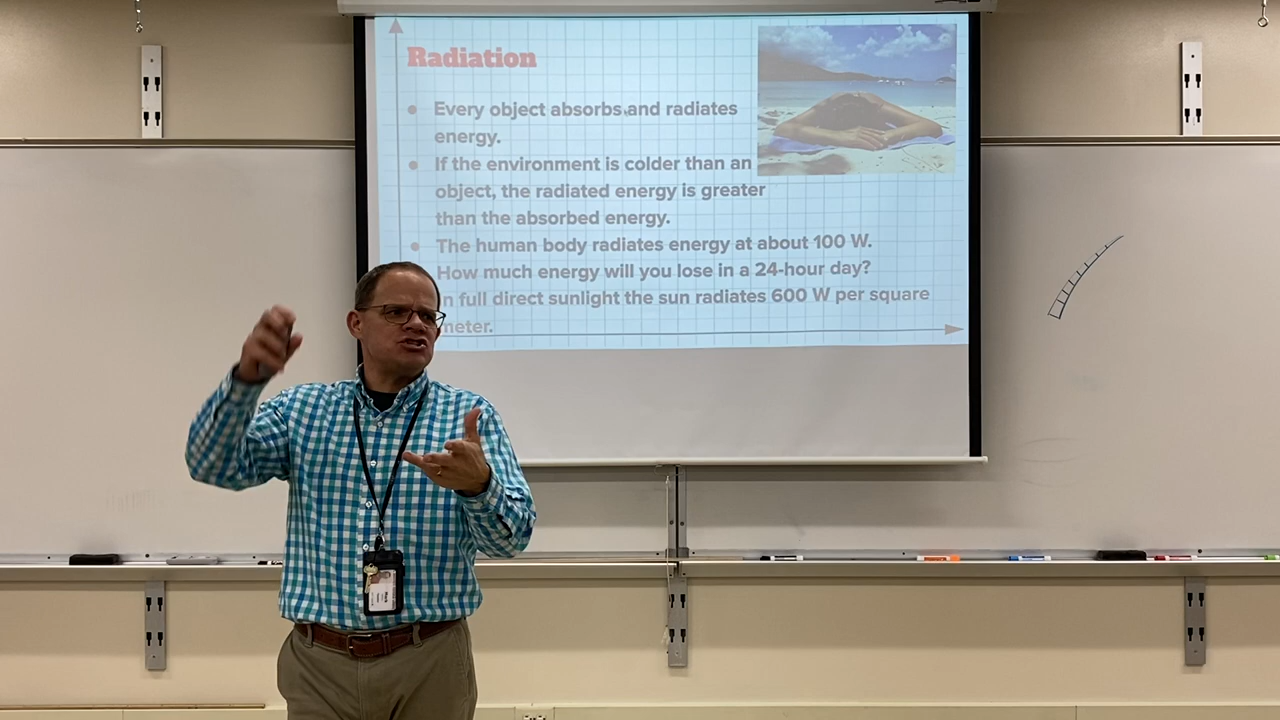 Radiation
Every object absorbs and radiates
energy.
If the environment is colder than an
object, the radiated energy is greater
than the absorbed energy.
The human body radiates energy at about 100 W.
How much energy will you lose in a 24-hour day?
n full direct sunlight the sun radiates 600 W per square
meter.